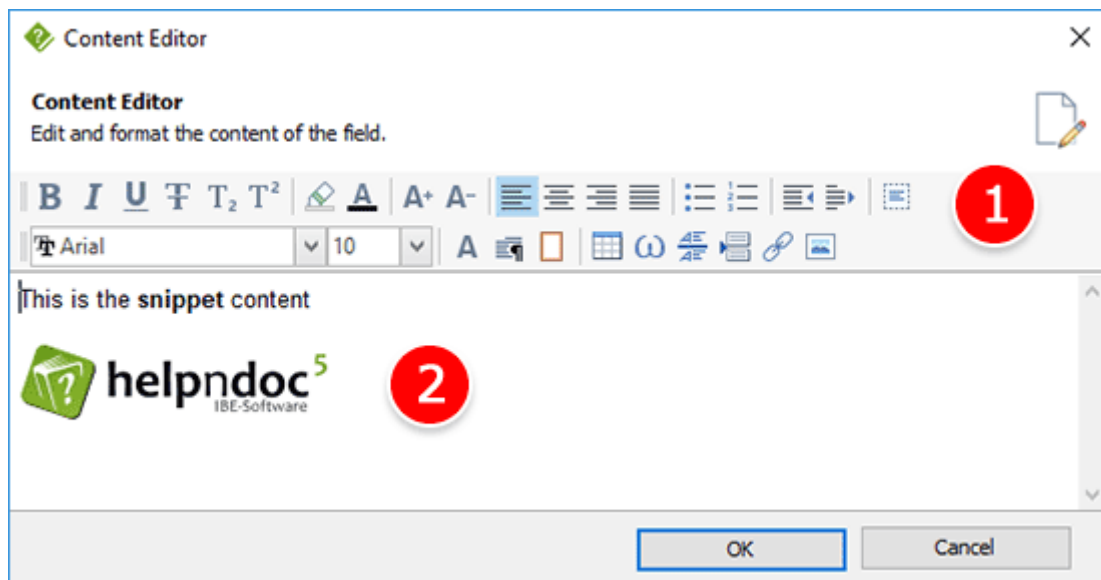 Content Editor
Content Editor
Edit and format the content of the field.
B I U T T₂ T² A A+ A-
1
Arial 10 A ω
This is the snippet content
helpndoc 5
IBE-Software
2
OK Cancel